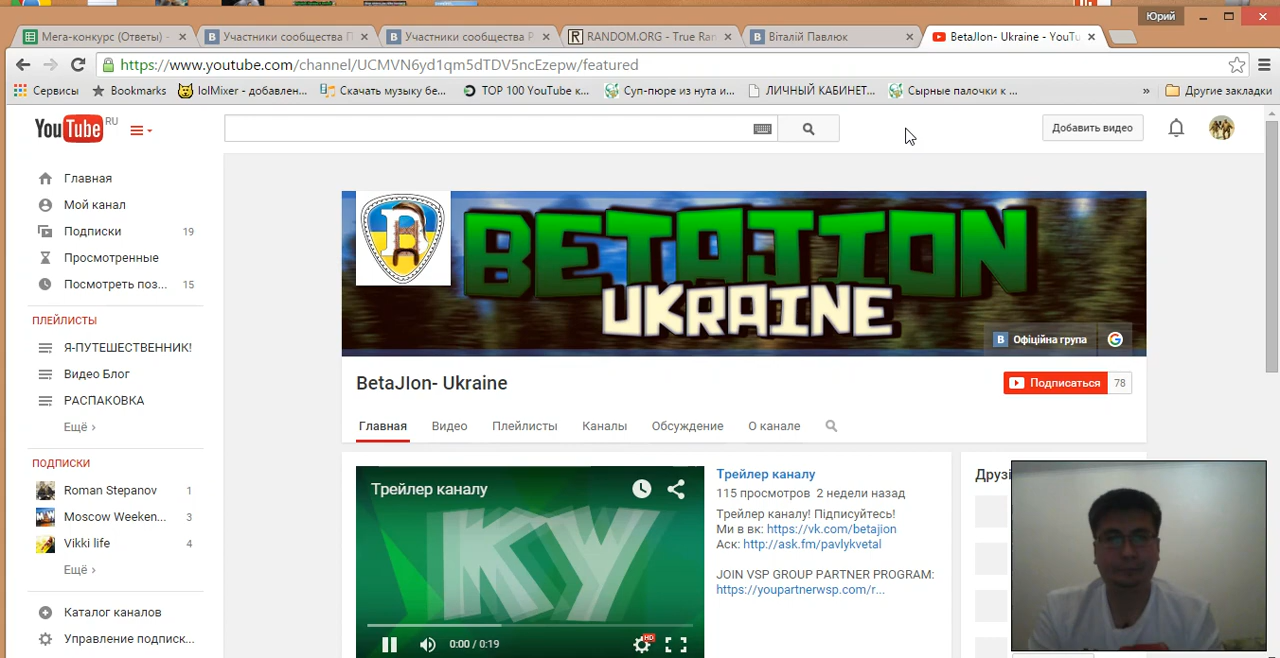 Юрий
Мега-конкурс (Ответы) -
Участники сообщества П
Участники сообщества Р
RANDOM.ORG - True Ran
Віталій Павлюк
BetaJIon- Ukraine - YouTu
https://www.youtube.com/channel/UCMVN6yd1qm5dTDV5ncEzepw/featured
Сервисы
Bookmarks
lolMixer - добавлен...
Скачать музыку бе...
TOP 100 YouTube к...
Суп-пюре из нута и...
ЛИЧНЫЙ КАБИНЕТ...
Сырные палочки к ...
»
Другие закладки
YouTube RU
Добавить видео
Главная
Мой канал
Подписки 19
Просмотренные
Посмотреть поз... 15
ПЛЕЙЛИСТЫ
Я-ПУТЕШЕСТВЕННИК!
Видео Блог
РАСПАКОВКА
Ещё ›
ПОДПИСКИ
Roman Stepanov 1
Moscow Weeken... 3
Vikki life 4
Ещё ›
Каталог каналов
Управление подписк...
BETAJION
UKRAINE
Офіційна група
BetaJIon- Ukraine
Подписаться 78
Главная
Видео
Плейлисты
Каналы
Обсуждение
О канале
Трейлер каналу
КУ
0:00 / 0:19
HD
Трейлер каналу
115 просмотров 2 недели назад
Трейлер каналу! Підписуйтесь!
Ми в вк: https://vk.com/betajion
Аск: http://ask.fm/pavlykvetal
JOIN VSP GROUP PARTNER PROGRAM:
https://youpartnerwsp.com/r...
Друзі